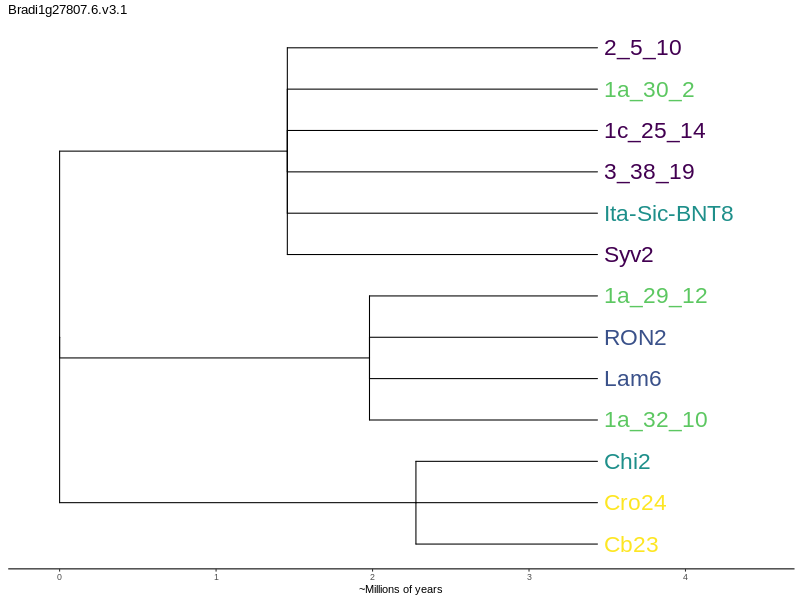 Bradi1g27807.6.v3.1
2_5_10
1a_30_2
1c_25_14
3_38_19
Ita-Sic-BNT8
Syv2
1a_29_12
RON2
Lam6
1a_32_10
Chi2
Cro24
Cb23
0 1 2 3 4
~Millions of years